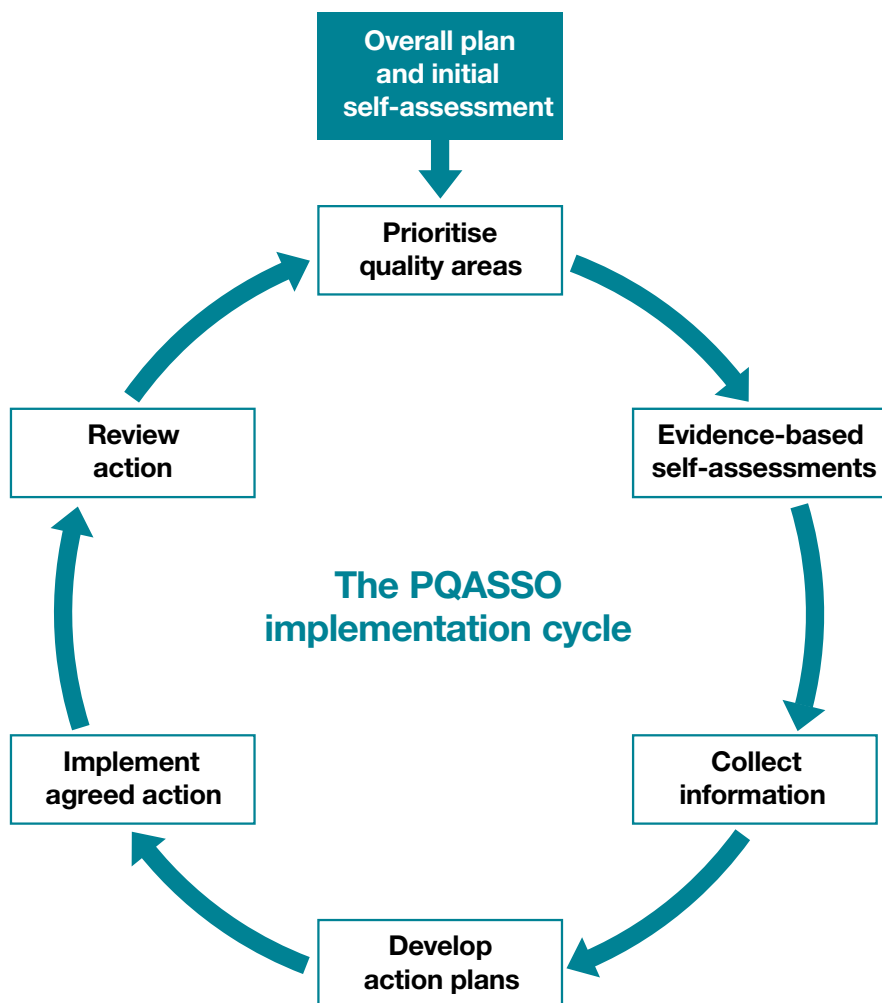 Overall plan
and initial
self-assessment
Prioritise
quality areas
Evidence-based
self-assessments
Collect
information
Develop
action plans
Implement
agreed action
Review
action
The PQASSO
implementation cycle